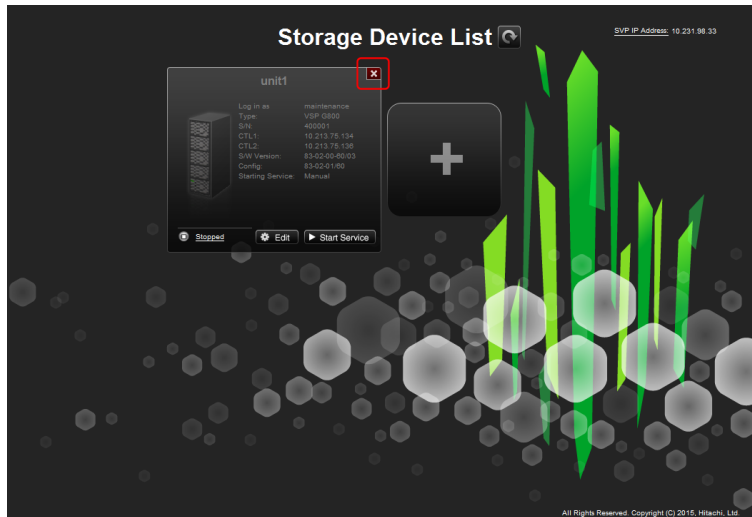 Storage Device List
SVP IP Address: 10.231.98.33
unit1
Log in as maintenance
Type: VSP G800
S/N: 400001
CTL1: 10.213.75.134
CTL2: 10.213.75.136
S/W Version: 83-02-00-60/03
Config: 83-02-01/60
Starting Service: Manual
Stopped Edit Start Service
All Rights Reserved. Copyright (C) 2015, Hitachi, Ltd.